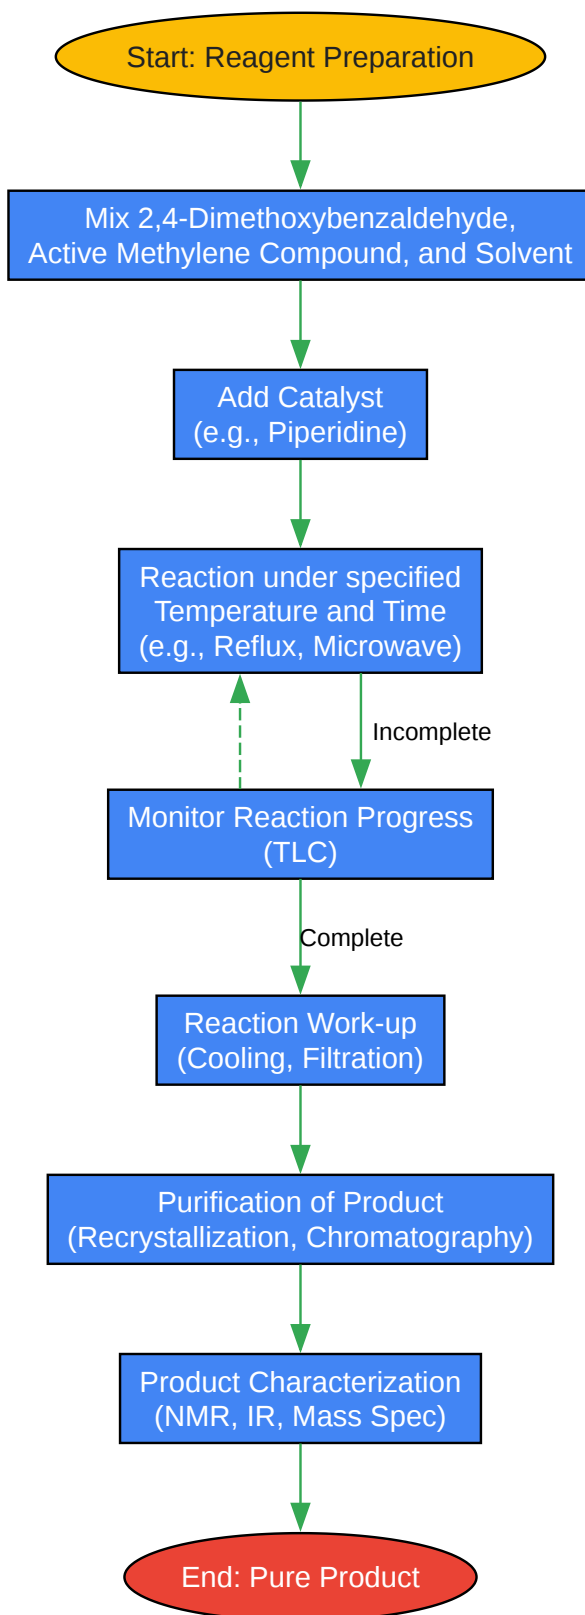 Start: Reagent Preparation
Mix 2,4-Dimethoxybenzaldehyde,
Active Methylene Compound, and Solvent
Add Catalyst
(e.g., Piperidine)
Reaction under specified
Temperature and Time
(e.g., Reflux, Microwave)
Incomplete
Monitor Reaction Progress
(TLC)
Complete
Reaction Work-up
(Cooling, Filtration)
Purification of Product
(Recrystallization, Chromatography)
Product Characterization
(NMR, IR, Mass Spec)
End: Pure Product